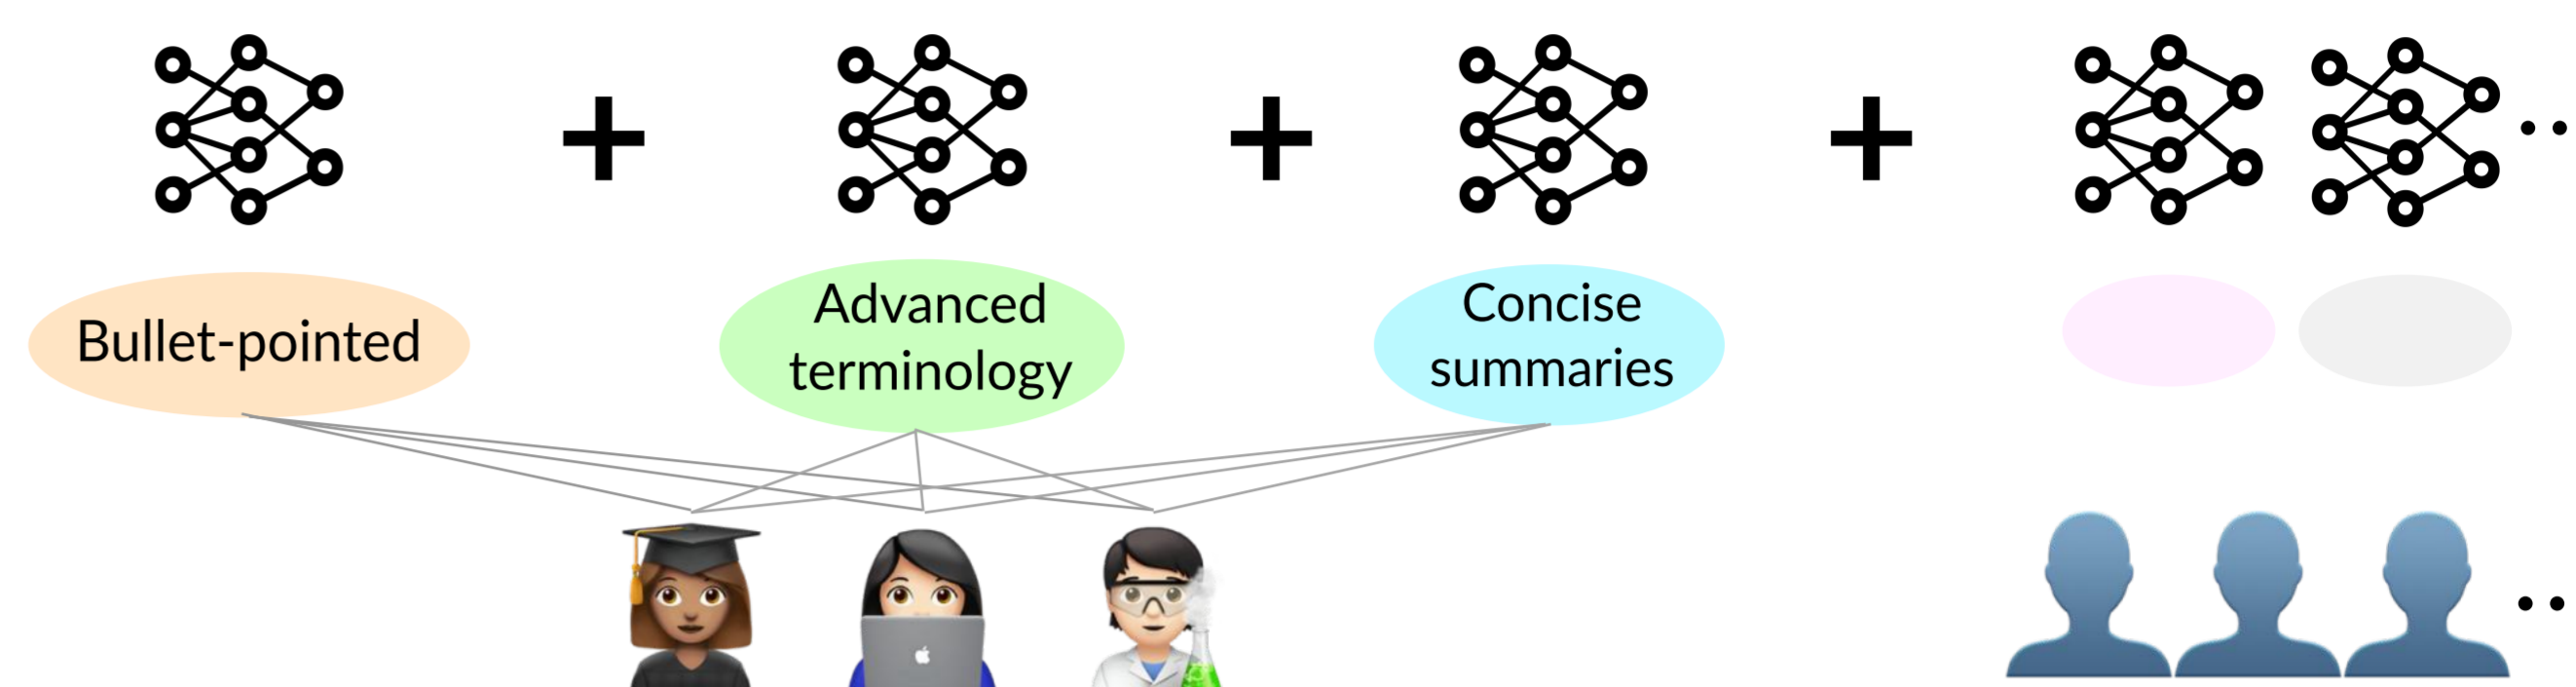 Bullet-pointed
Advanced
terminology
Concise
summaries